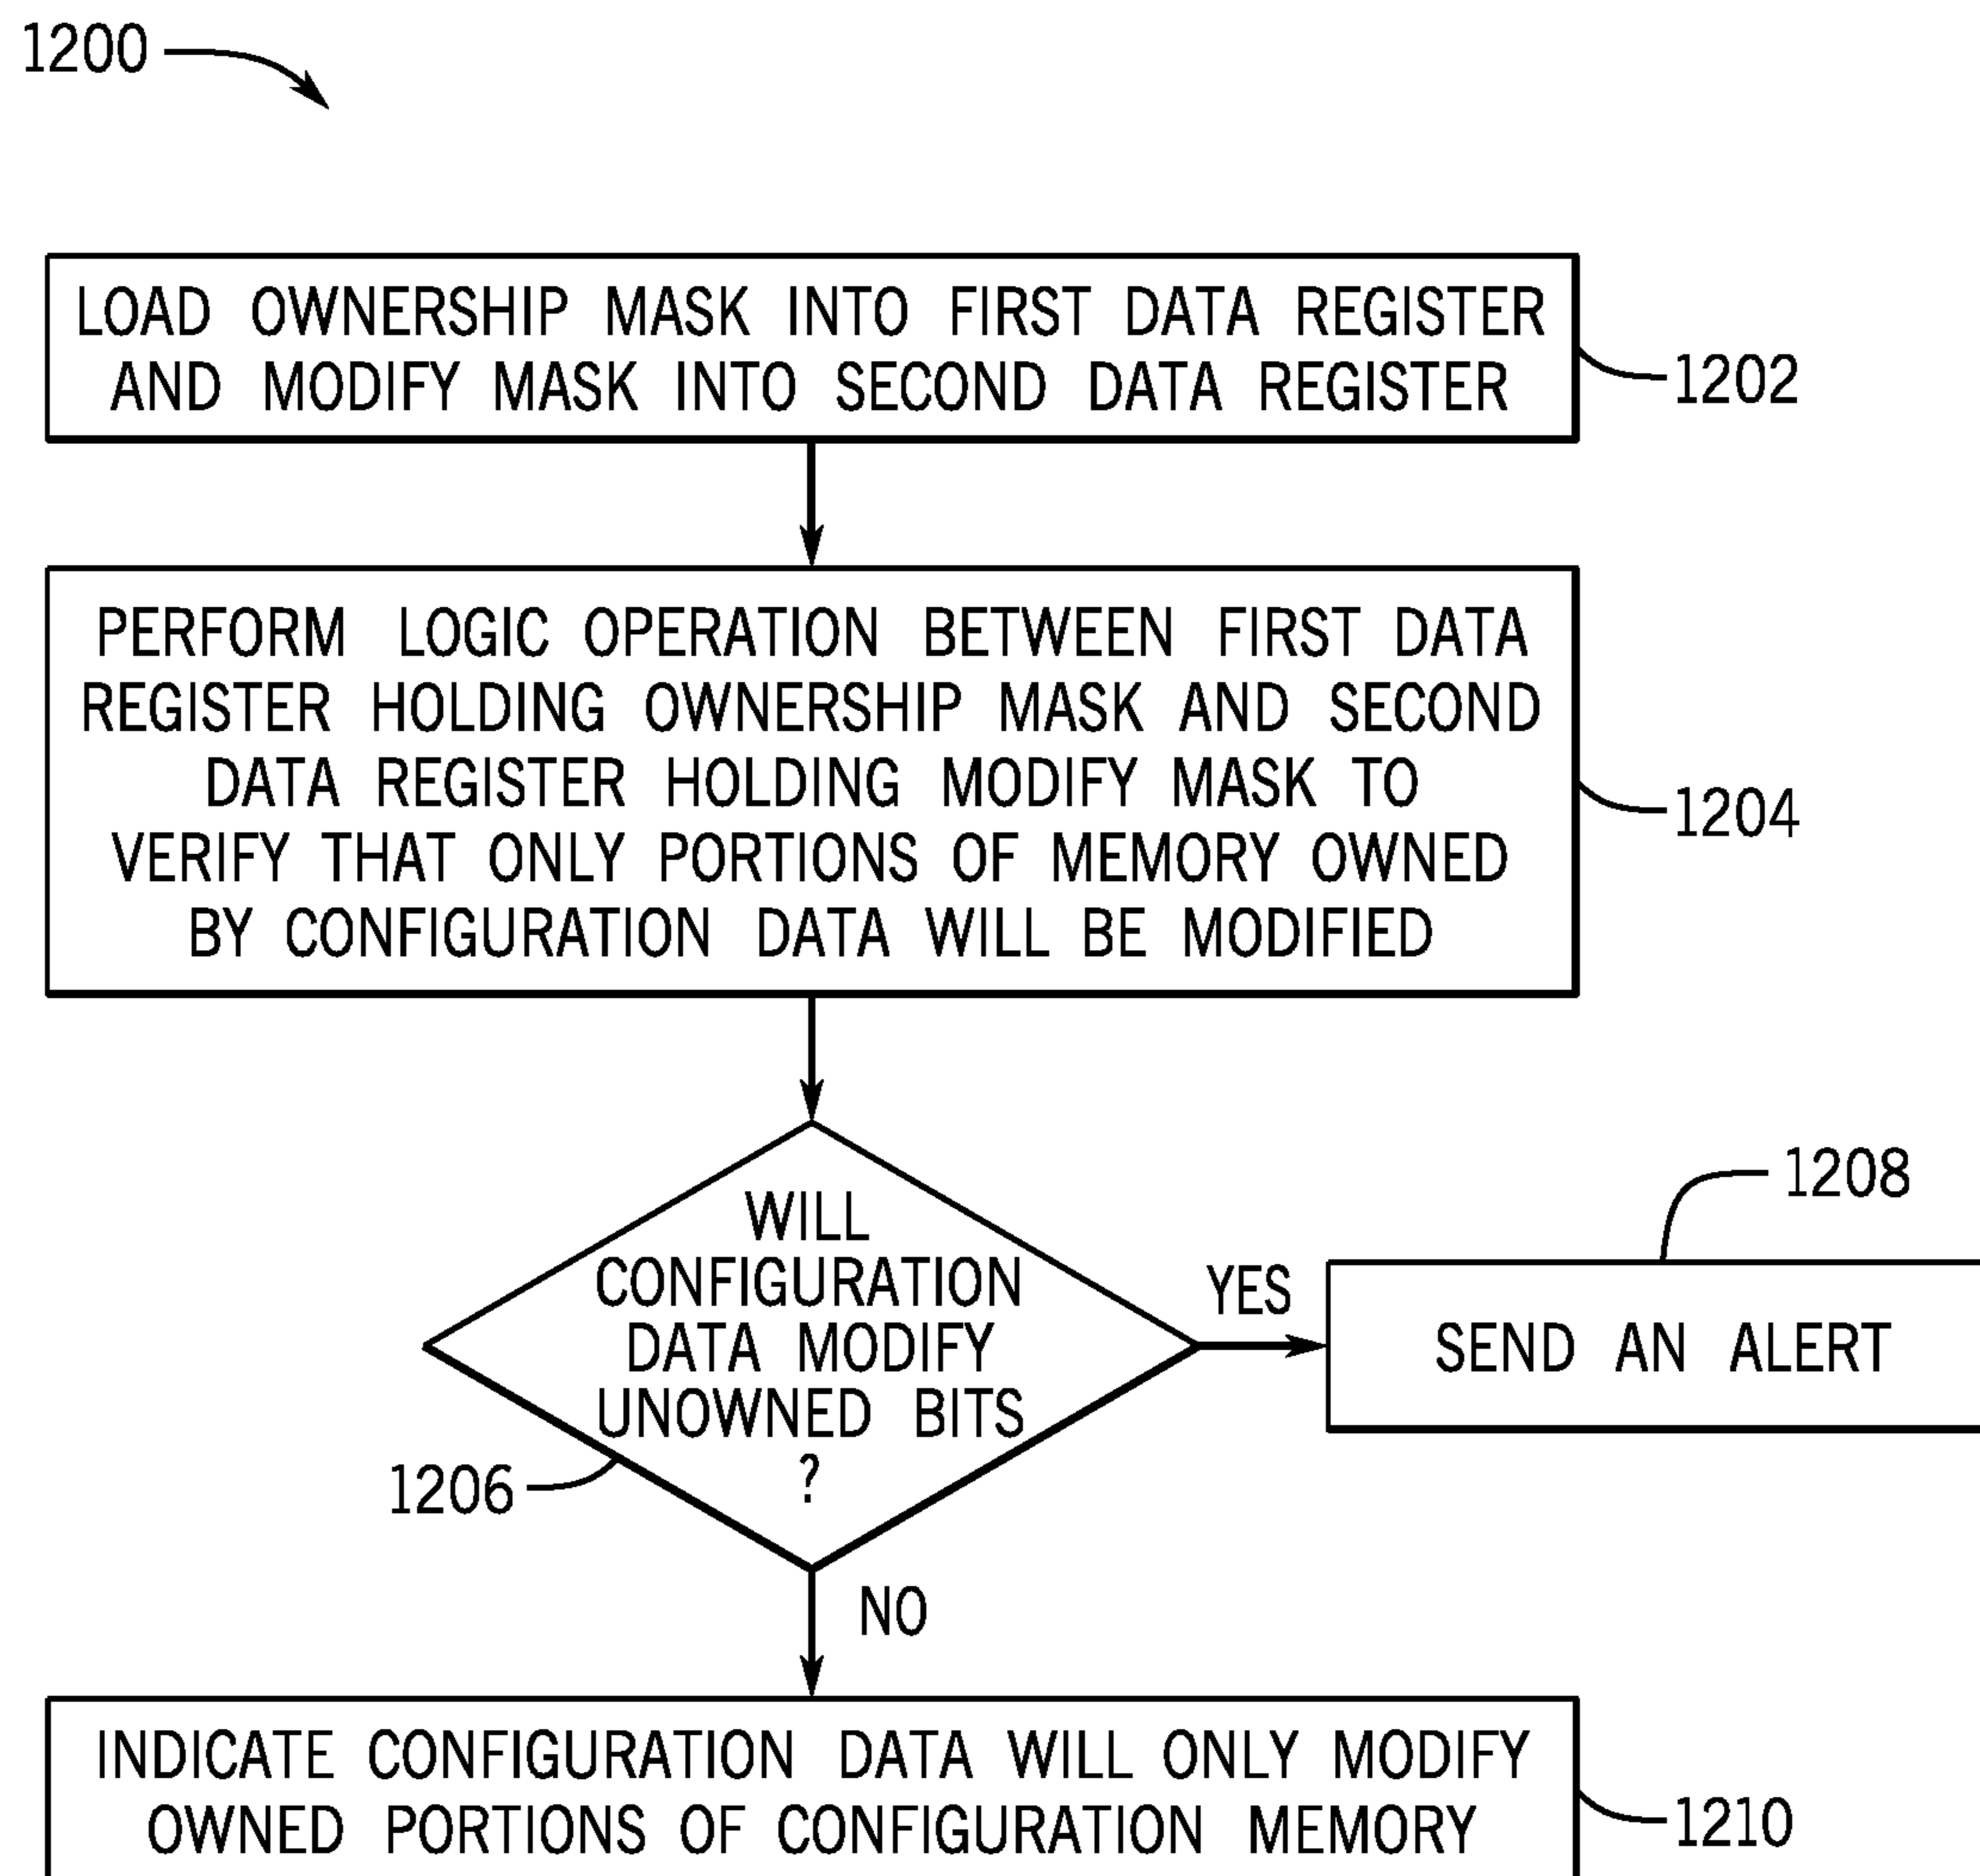 1200
LOAD OWNERSHIP MASK INTO FIRST DATA REGISTER
AND MODIFY MASK INTO SECOND DATA REGISTER
1202
PERFORM LOGIC OPERATION BETWEEN FIRST DATA
REGISTER HOLDING OWNERSHIP MASK AND SECOND
DATA REGISTER HOLDING MODIFY MASK TO
VERIFY THAT ONLY PORTIONS OF MEMORY OWNED
BY CONFIGURATION DATA WILL BE MODIFIED
1204
WILL
CONFIGURATION
DATA MODIFY
UNOWNED BITS
?
1206
YES
1208
SEND AN ALERT
NO
INDICATE CONFIGURATION DATA WILL ONLY MODIFY
OWNED PORTIONS OF CONFIGURATION MEMORY
1210